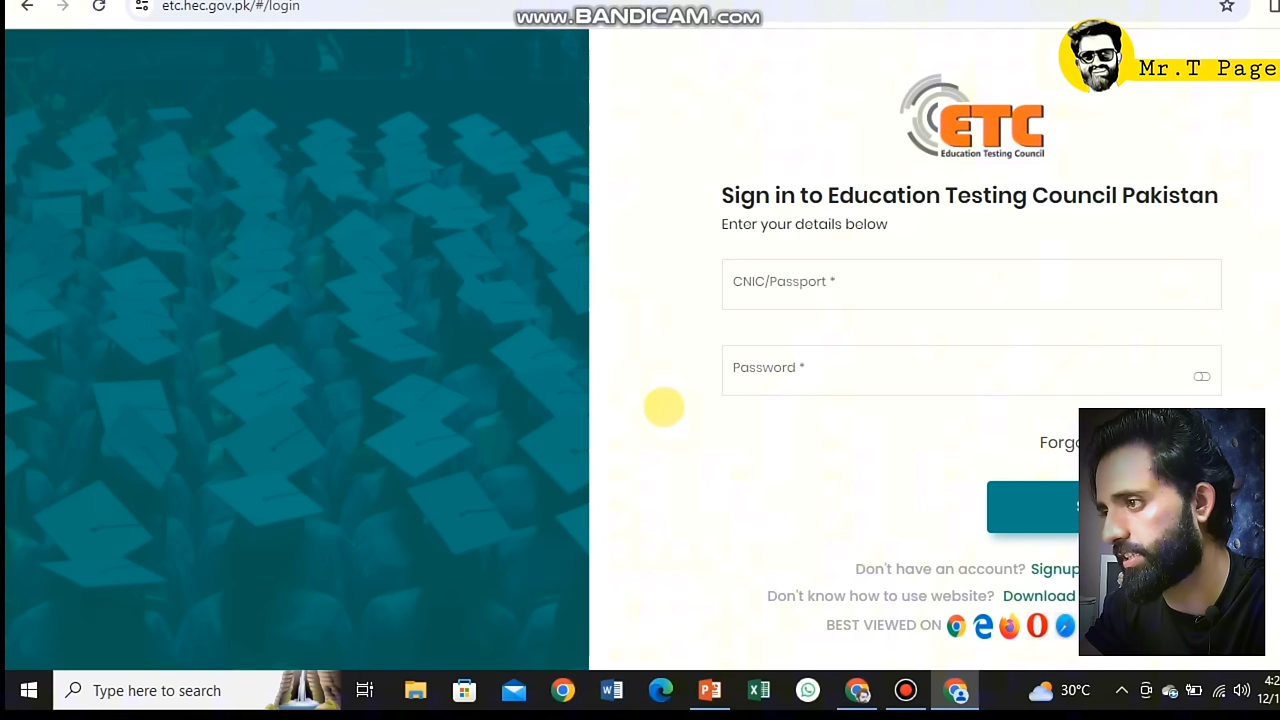 etc.hec.gov.pk/#/login
www.BANDICAM.com
Mr.T Page
ETC
Education Testing Council
Sign in to Education Testing Council Pakistan
Enter your details below
CNIC/Passport *
Password *
Don't have an account? Signup
Don't know how to use website? Download
BEST VIEWED ON
Type here to search
30°C